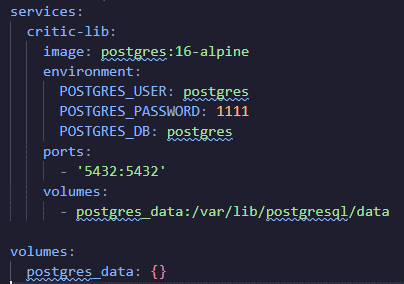 services:
  critic-lib:
    image: postgres:16-alpine
    environment:
      POSTGRES_USER: postgres
      POSTGRES_PASSWORD: 1111
      POSTGRES_DB: postgres
    ports:
      - '5432:5432'
    volumes:
      - postgres_data:/var/lib/postgresql/data

volumes:
  postgres_data: {}